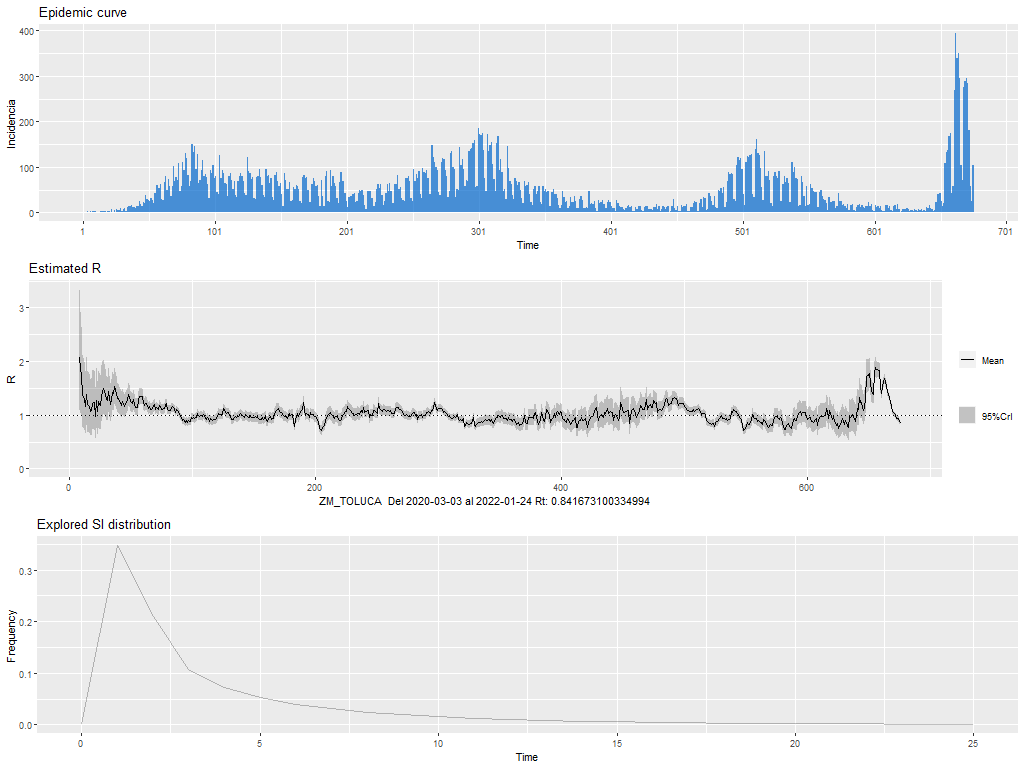 Epidemic curve
400
300
200
100
0
Incidencia
1
101
201
301
401
501
601
701
Time
Estimated R
3
2
1
0
R
Mean
95%CrI
0
200
400
600
ZM_TOLUCA Del 2020-03-03 al 2022-01-24 Rt: 0.841673100334994
Explored SI distribution
0.3
0.2
0.1
0.0
Frequency
0
5
10
15
20
25
Time